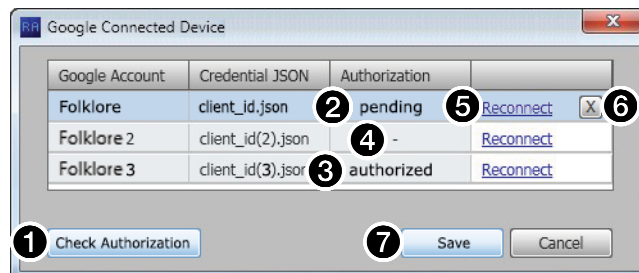 RA Google Connected Device X
Google Account Credential JSON Authorization
Folklore client_id.json 2 pending 5 Reconnect X 6
Folklore 2 client_id(2).json 4 - Reconnect
Folklore 3 client_id(3).json 3 authorized Reconnect
1 Check Authorization 7 Save Cancel